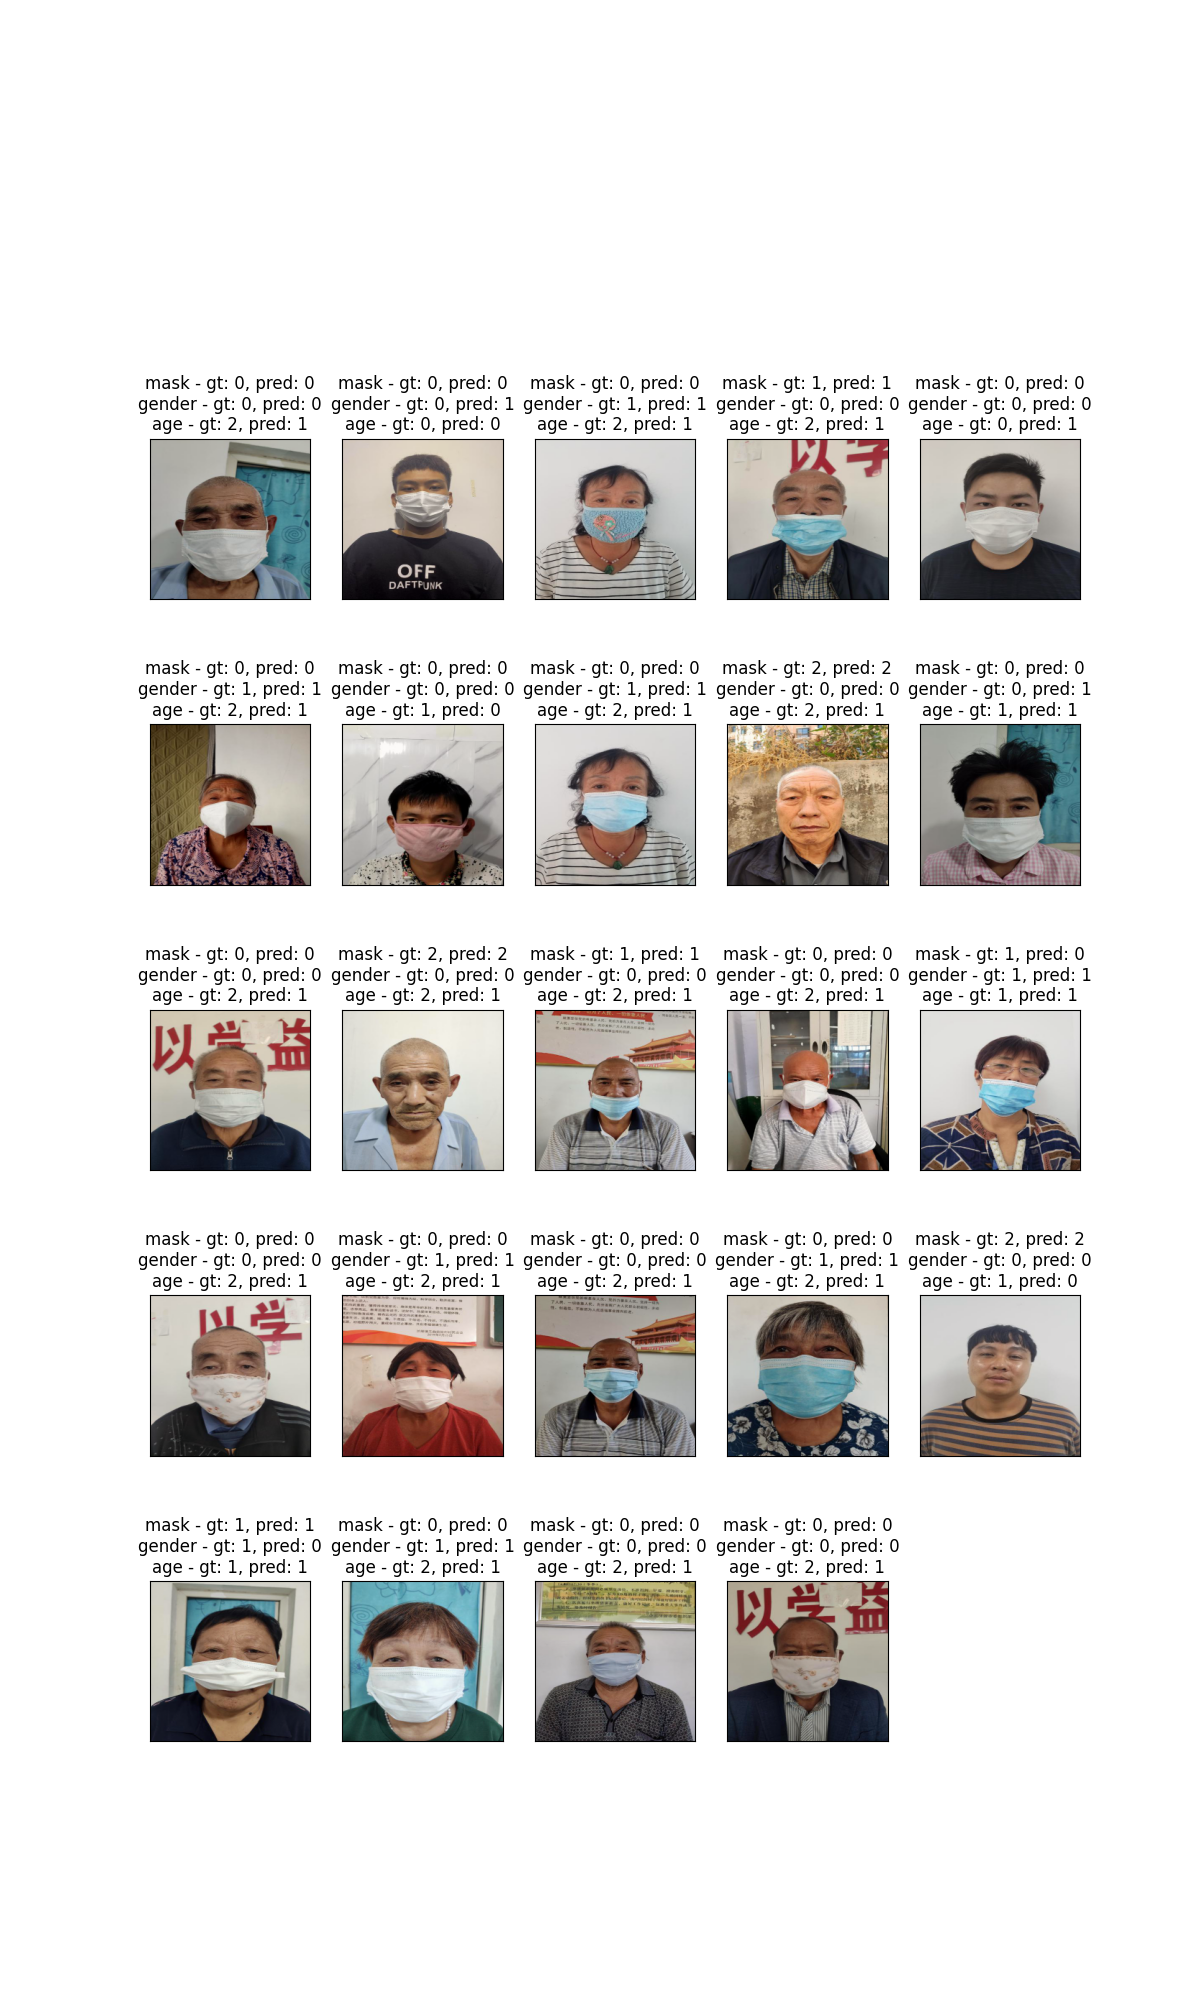 mask - gt: 0, pred: 0
gender - gt: 0, pred: 0
age - gt: 2, pred: 1
mask - gt: 0, pred: 0
gender - gt: 0, pred: 1
age - gt: 0, pred: 0
mask - gt: 0, pred: 0
gender - gt: 1, pred: 1
age - gt: 2, pred: 1
mask - gt: 1, pred: 1
gender - gt: 0, pred: 0
age - gt: 2, pred: 1
mask - gt: 0, pred: 0
gender - gt: 0, pred: 0
age - gt: 0, pred: 1
OFF
DAFTPUNK
以学
mask - gt: 0, pred: 0
gender - gt: 1, pred: 1
age - gt: 2, pred: 1
mask - gt: 0, pred: 0
gender - gt: 0, pred: 0
age - gt: 1, pred: 0
mask - gt: 0, pred: 0
gender - gt: 1, pred: 1
age - gt: 2, pred: 1
mask - gt: 2, pred: 2
gender - gt: 0, pred: 0
age - gt: 2, pred: 1
mask - gt: 0, pred: 0
gender - gt: 0, pred: 1
age - gt: 1, pred: 1
mask - gt: 0, pred: 0
gender - gt: 0, pred: 0
age - gt: 2, pred: 1
mask - gt: 2, pred: 2
gender - gt: 0, pred: 0
age - gt: 2, pred: 1
mask - gt: 1, pred: 1
gender - gt: 0, pred: 0
age - gt: 2, pred: 1
mask - gt: 0, pred: 0
gender - gt: 0, pred: 0
age - gt: 2, pred: 1
mask - gt: 1, pred: 0
gender - gt: 1, pred: 1
age - gt: 1, pred: 1
以学益
mask - gt: 0, pred: 0
gender - gt: 0, pred: 0
age - gt: 2, pred: 1
mask - gt: 0, pred: 0
gender - gt: 1, pred: 1
age - gt: 2, pred: 1
mask - gt: 0, pred: 0
gender - gt: 0, pred: 0
age - gt: 2, pred: 1
mask - gt: 0, pred: 0
gender - gt: 1, pred: 1
age - gt: 2, pred: 1
mask - gt: 2, pred: 2
gender - gt: 0, pred: 0
age - gt: 1, pred: 0
以学
mask - gt: 1, pred: 1
gender - gt: 1, pred: 0
age - gt: 1, pred: 1
mask - gt: 0, pred: 0
gender - gt: 1, pred: 1
age - gt: 2, pred: 1
mask - gt: 0, pred: 0
gender - gt: 0, pred: 0
age - gt: 2, pred: 1
mask - gt: 0, pred: 0
gender - gt: 0, pred: 0
age - gt: 2, pred: 1
以学益